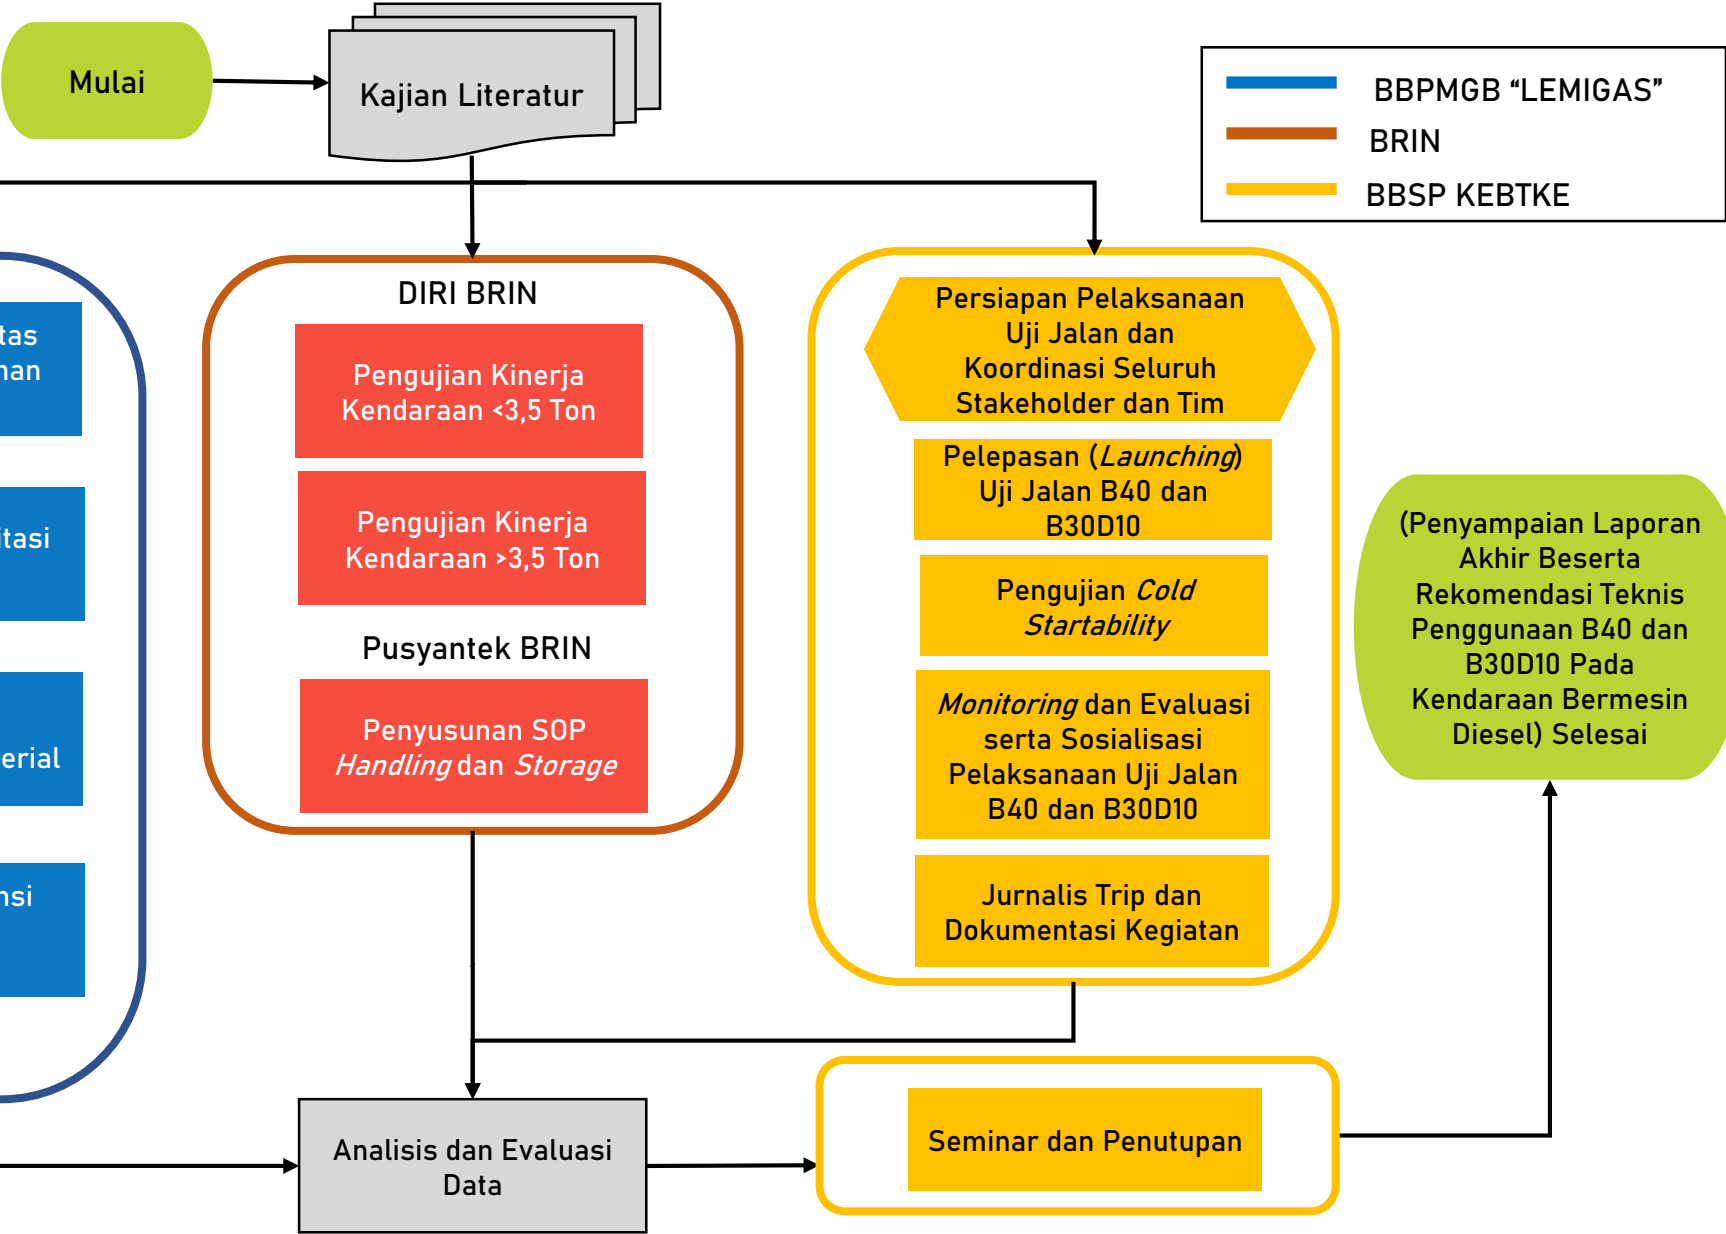 Mulai
Kajian Literatur
BBPMGB “LEMIGAS”
BRIN
BBSP KEBTKE
DIRI BRIN
Pengujian Kinerja
Kendaraan <3,5 Ton
Pengujian Kinerja
Kendaraan >3,5 Ton
Pusyantek BRIN
Penyusunan SOP
Handling dan Storage
Persiapan Pelaksanaan
Uji Jalan dan
Koordinasi Seluruh
Stakeholder dan Tim
Pelepasan (Launching)
Uji Jalan B40 dan
B30D10
Pengujian Cold
Startability
Monitoring dan Evaluasi
serta Sosialisasi
Pelaksanaan Uji Jalan
B40 dan B30D10
Jurnalis Trip dan
Dokumentasi Kegiatan
(Penyampaian Laporan
Akhir Beserta
Rekomendasi Teknis
Penggunaan B40 dan
B30D10 Pada
Kendaraan Bermesin
Diesel) Selesai
Analisis dan Evaluasi
Data
Seminar dan Penutupan